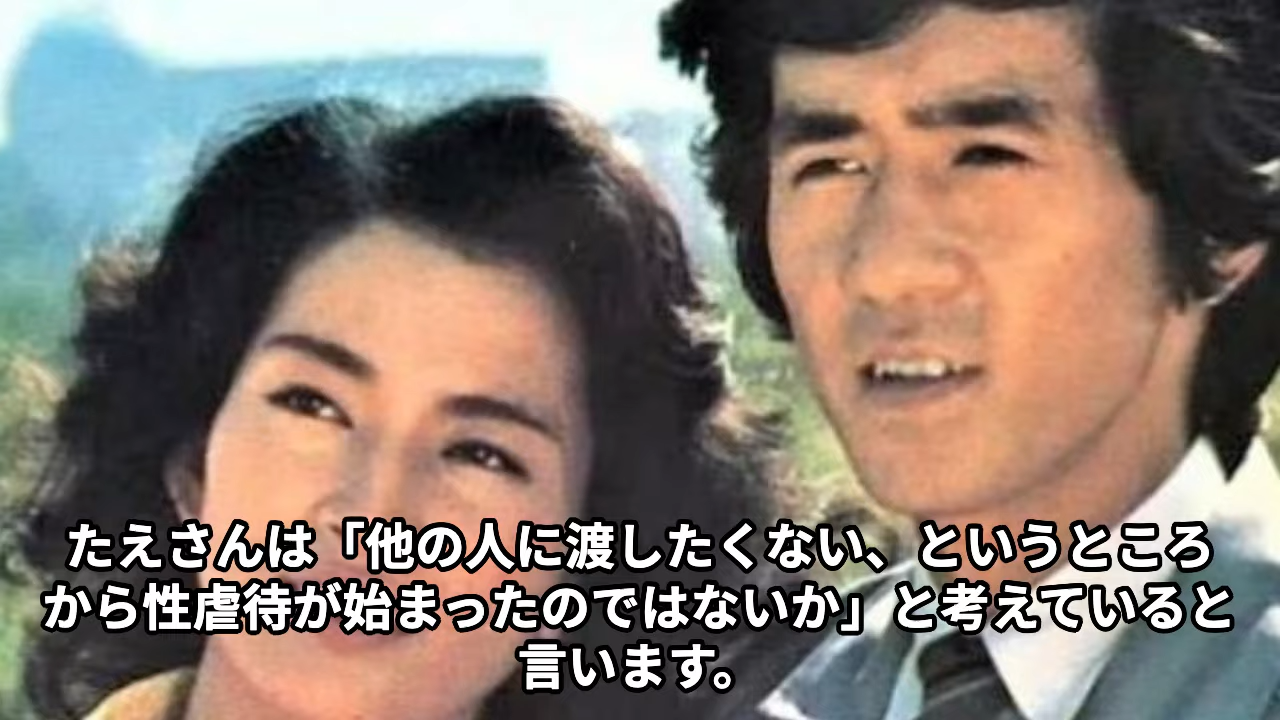 たえさんは「他の人に渡したくない、というところ
から性虐待が始まったのではないか」と考えていると
言います。